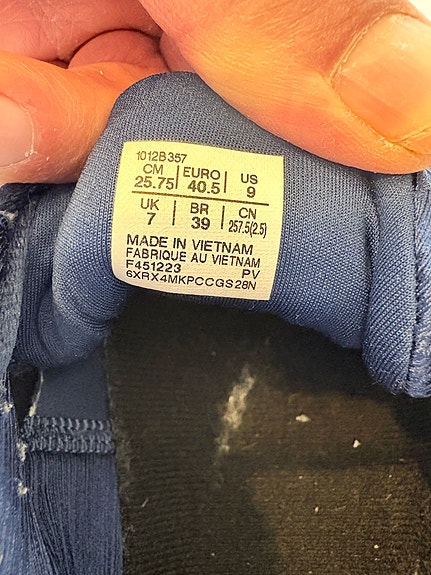 1012B357
CM EURO US
25.75 40.5 9
UK BR CN
7 39 257.5(2.5)
MADE IN VIETNAM
FABRIQUE AU VIETNAM
F451223 PV
6XRX4MKPCCGS28N